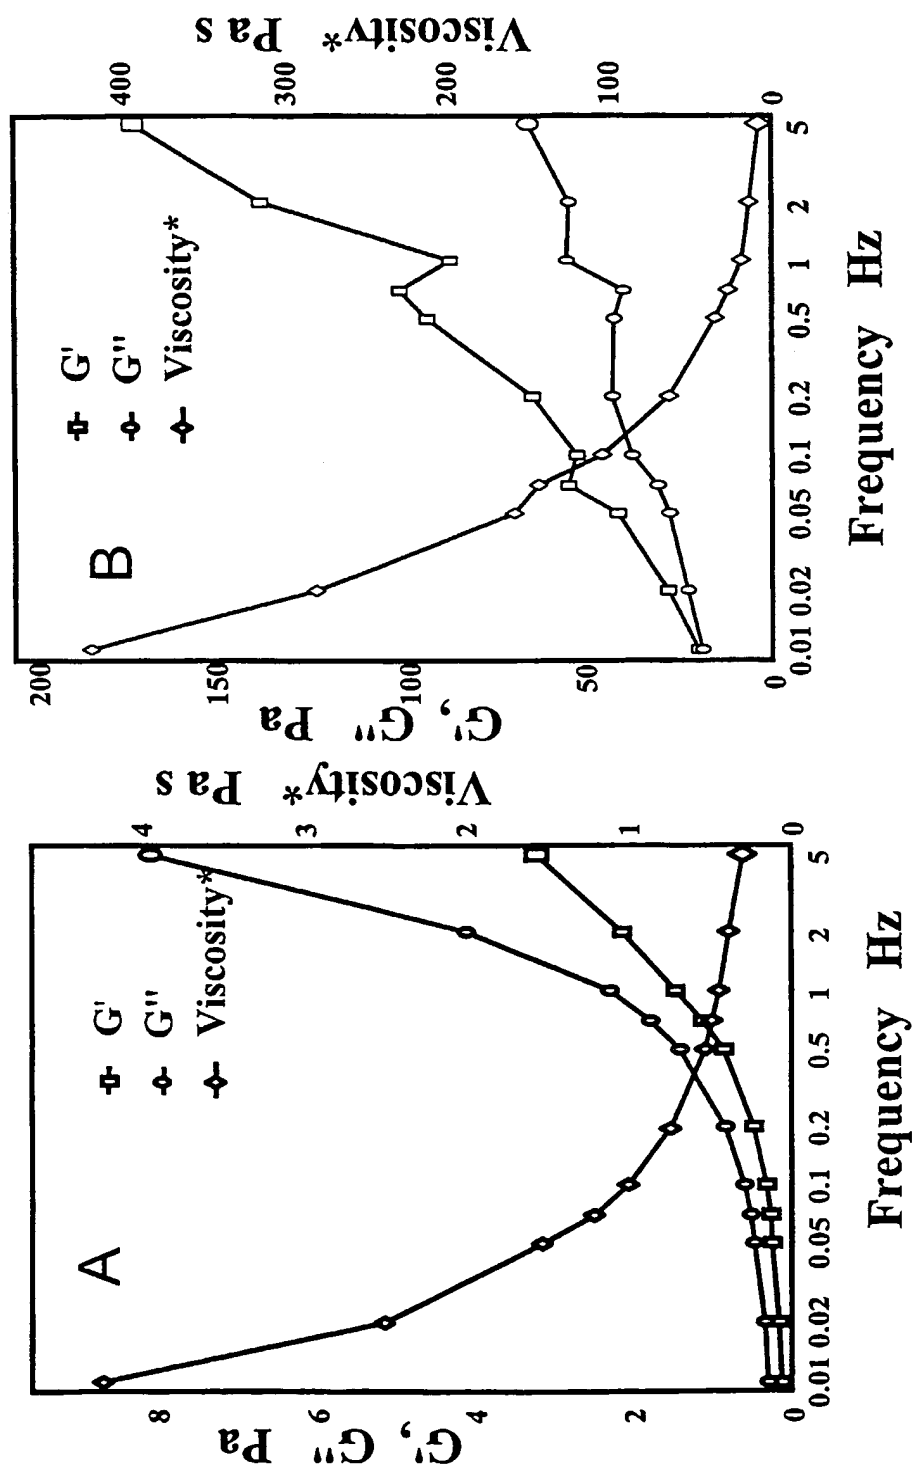 A
G'
G''
Viscosity*
G', G'' Pa
8
6
4
2
0
Viscosity* Pa s
4
3
2
1
0
0.01 0.02 0.05 0.1 0.2 0.5 1 2 5
Frequency Hz
B
G'
G''
Viscosity*
G', G'' Pa
200
150
100
50
0
Viscosity* Pa s
400
300
200
100
0
0.01 0.02 0.05 0.1 0.2 0.5 1 2 5
Frequency Hz